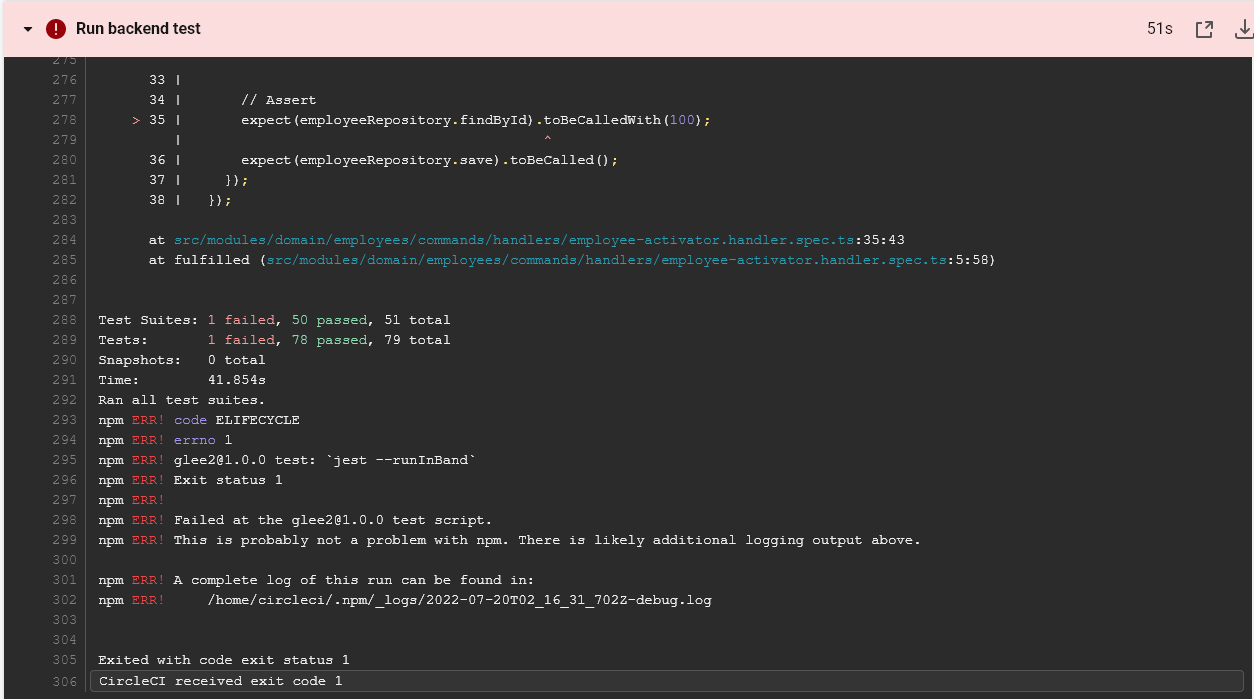 Run backend test 51s
275
276 33 |
277 34 | // Assert
278 > 35 | expect(employeeRepository.findById).toBeCalledWith(100);
279 | ^
280 36 | expect(employeeRepository.save).toBeCalled();
281 37 | });
282 38 | });
283
284 at src/modules/domain/employees/commands/handlers/employee-activator.handler.spec.ts:35:43
285 at fulfilled (src/modules/domain/employees/commands/handlers/employee-activator.handler.spec.ts:5:58)
286
287
288 Test Suites: 1 failed, 50 passed, 51 total
289 Tests: 1 failed, 78 passed, 79 total
290 Snapshots: 0 total
291 Time: 41.854s
292 Ran all test suites.
293 npm ERR! code ELIFECYCLE
294 npm ERR! errno 1
295 npm ERR! glee2@1.0.0 test: `jest --runInBand`
296 npm ERR! Exit status 1
297 npm ERR!
298 npm ERR! Failed at the glee2@1.0.0 test script.
299 npm ERR! This is probably not a problem with npm. There is likely additional logging output above.
300
301 npm ERR! A complete log of this run can be found in:
302 npm ERR! /home/circleci/.npm/_logs/2022-07-20T02_16_31_702Z-debug.log
303
304
305 Exited with code exit status 1
306 CircleCI received exit code 1